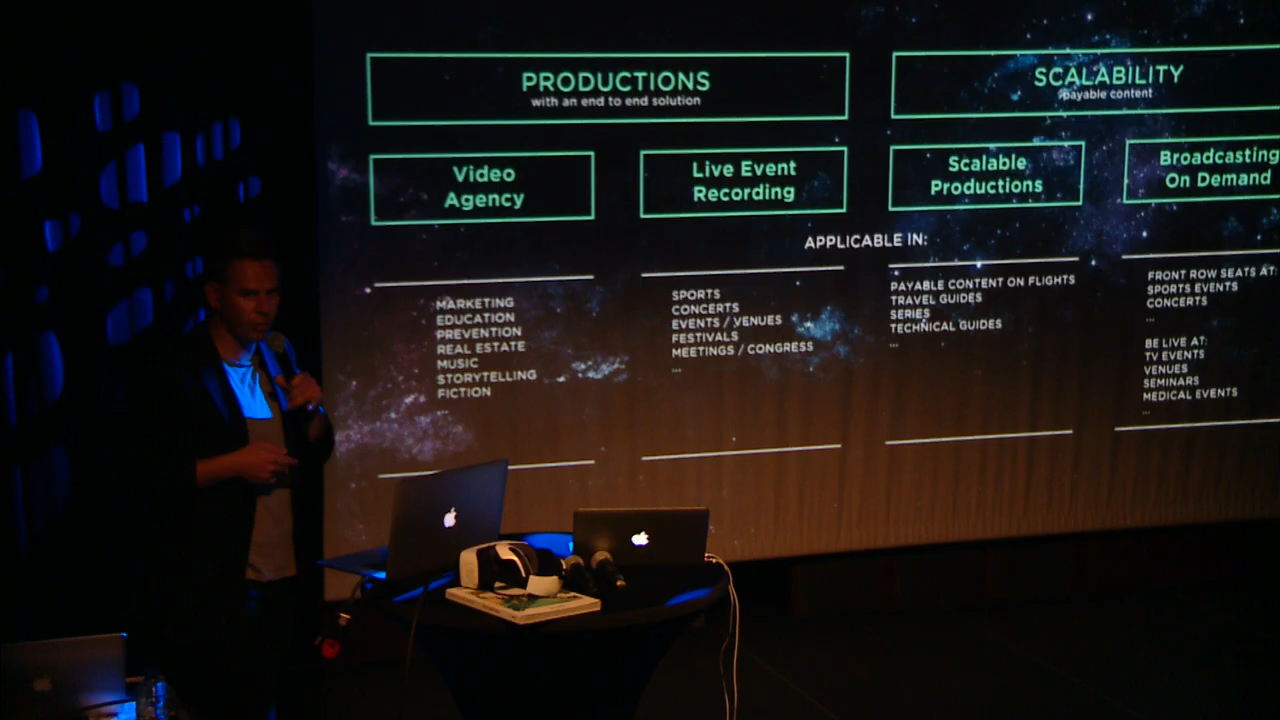 PRODUCTIONS
with an end to end solution
SCALABILITY
payable content
Video
Agency
Live Event
Recording
Scalable
Productions
Broadcasting
On Demand
APPLICABLE IN:
MARKETING
EDUCATION
PREVENTION
REAL ESTATE
MUSIC
STORYTELLING
FICTION
SPORTS
CONCERTS
EVENTS / VENUES
FESTIVALS
MEETINGS / CONGRESS
...
PAYABLE CONTENT ON FLIGHTS
TRAVEL GUIDES
SERIES
TECHNICAL GUIDES
...
FRONT ROW SEATS AT:
SPORTS EVENTS
CONCERTS
...
BE LIVE AT:
TV EVENTS
VENUES
SEMINARS
MEDICAL EVENTS
...